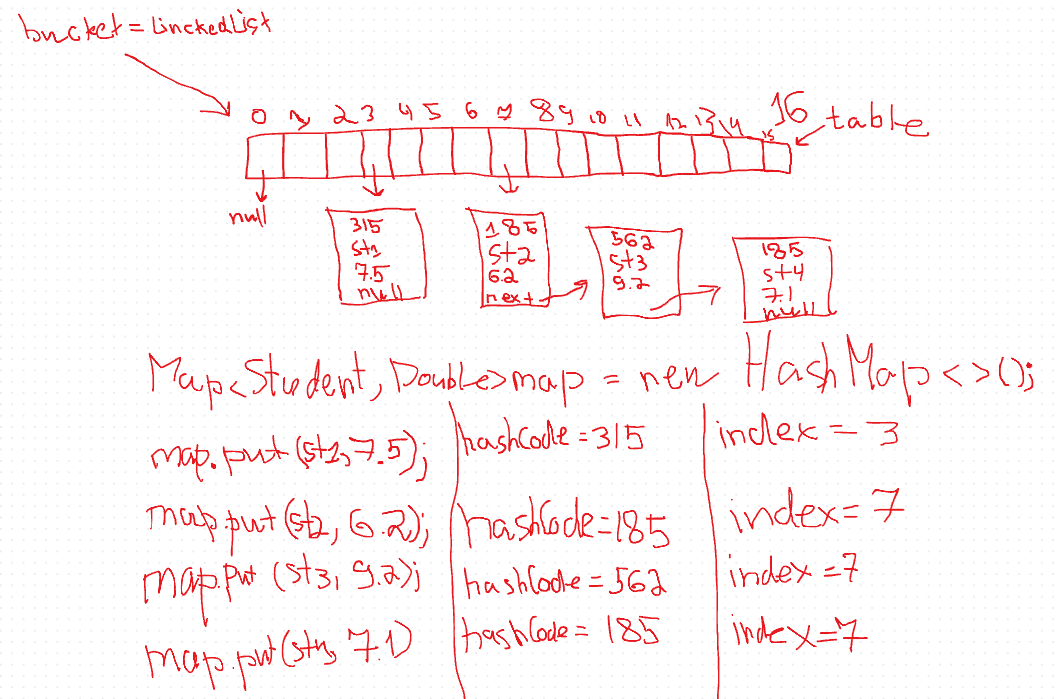 bucket = LinckedList
0 1 2 3 4 5 6 7 8 9 10 11 12 13 14 15 16 table
null
315
st1
7.5
null
185
st2
6.2
next
562
st3
9.2
185
st4
7.1
null
Map<Student, Double> map = new HashMap<>();
map.put(st1, 7.5); hashCode = 315 index = 3
map.put(st2, 6.2); hashCode = 185 index = 7
map.put (st3, 9.2); hashCode = 562 index = 7
map.put(st4, 7.1) hashCode = 185 index = 7